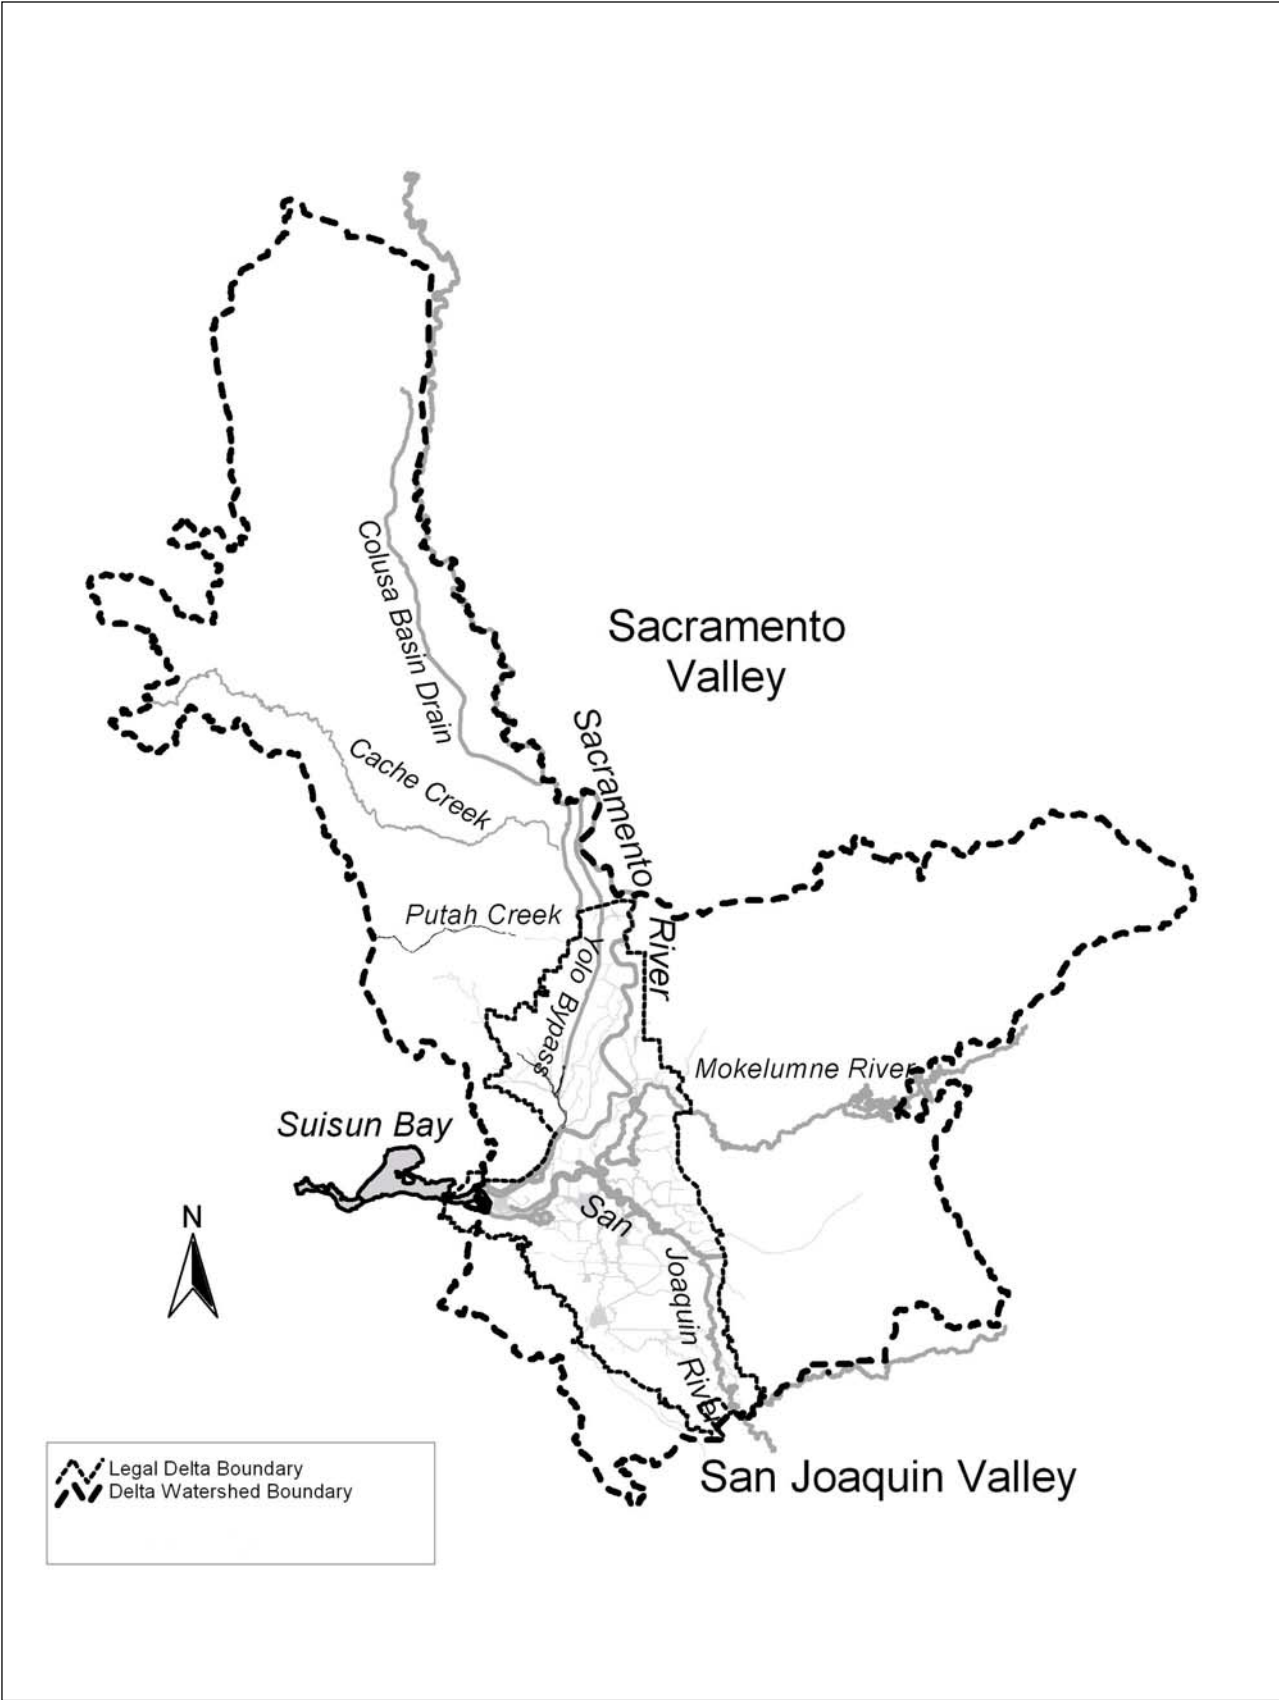 Colusa Basin Drain
Sacramento
Valley
Sacramento
River
Cache Creek
Putah Creek
Yolo Bypass
Mokelumne River
Suisun Bay
N
San
Joaquin
River
San Joaquin Valley
Legal Delta Boundary
Delta Watershed Boundary